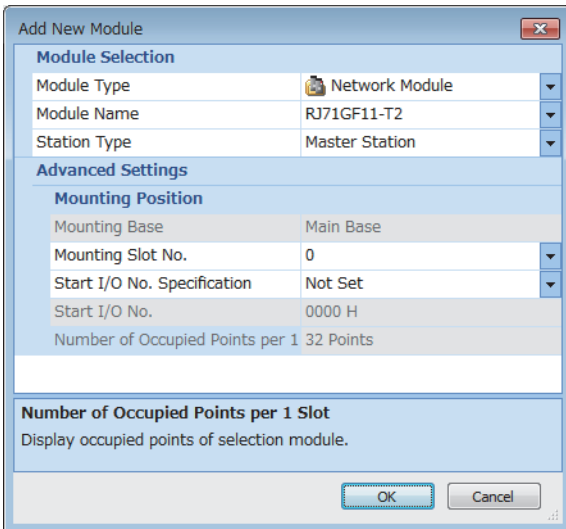 Add New Module
Module Selection
Module Type Network Module
Module Name RJ71GF11-T2
Station Type Master Station
Advanced Settings
Mounting Position
Mounting Base Main Base
Mounting Slot No. 0
Start I/O No. Specification Not Set
Start I/O No. 0000 H
Number of Occupied Points per 1 32 Points
Number of Occupied Points per 1 Slot
Display occupied points of selection module.
OK Cancel